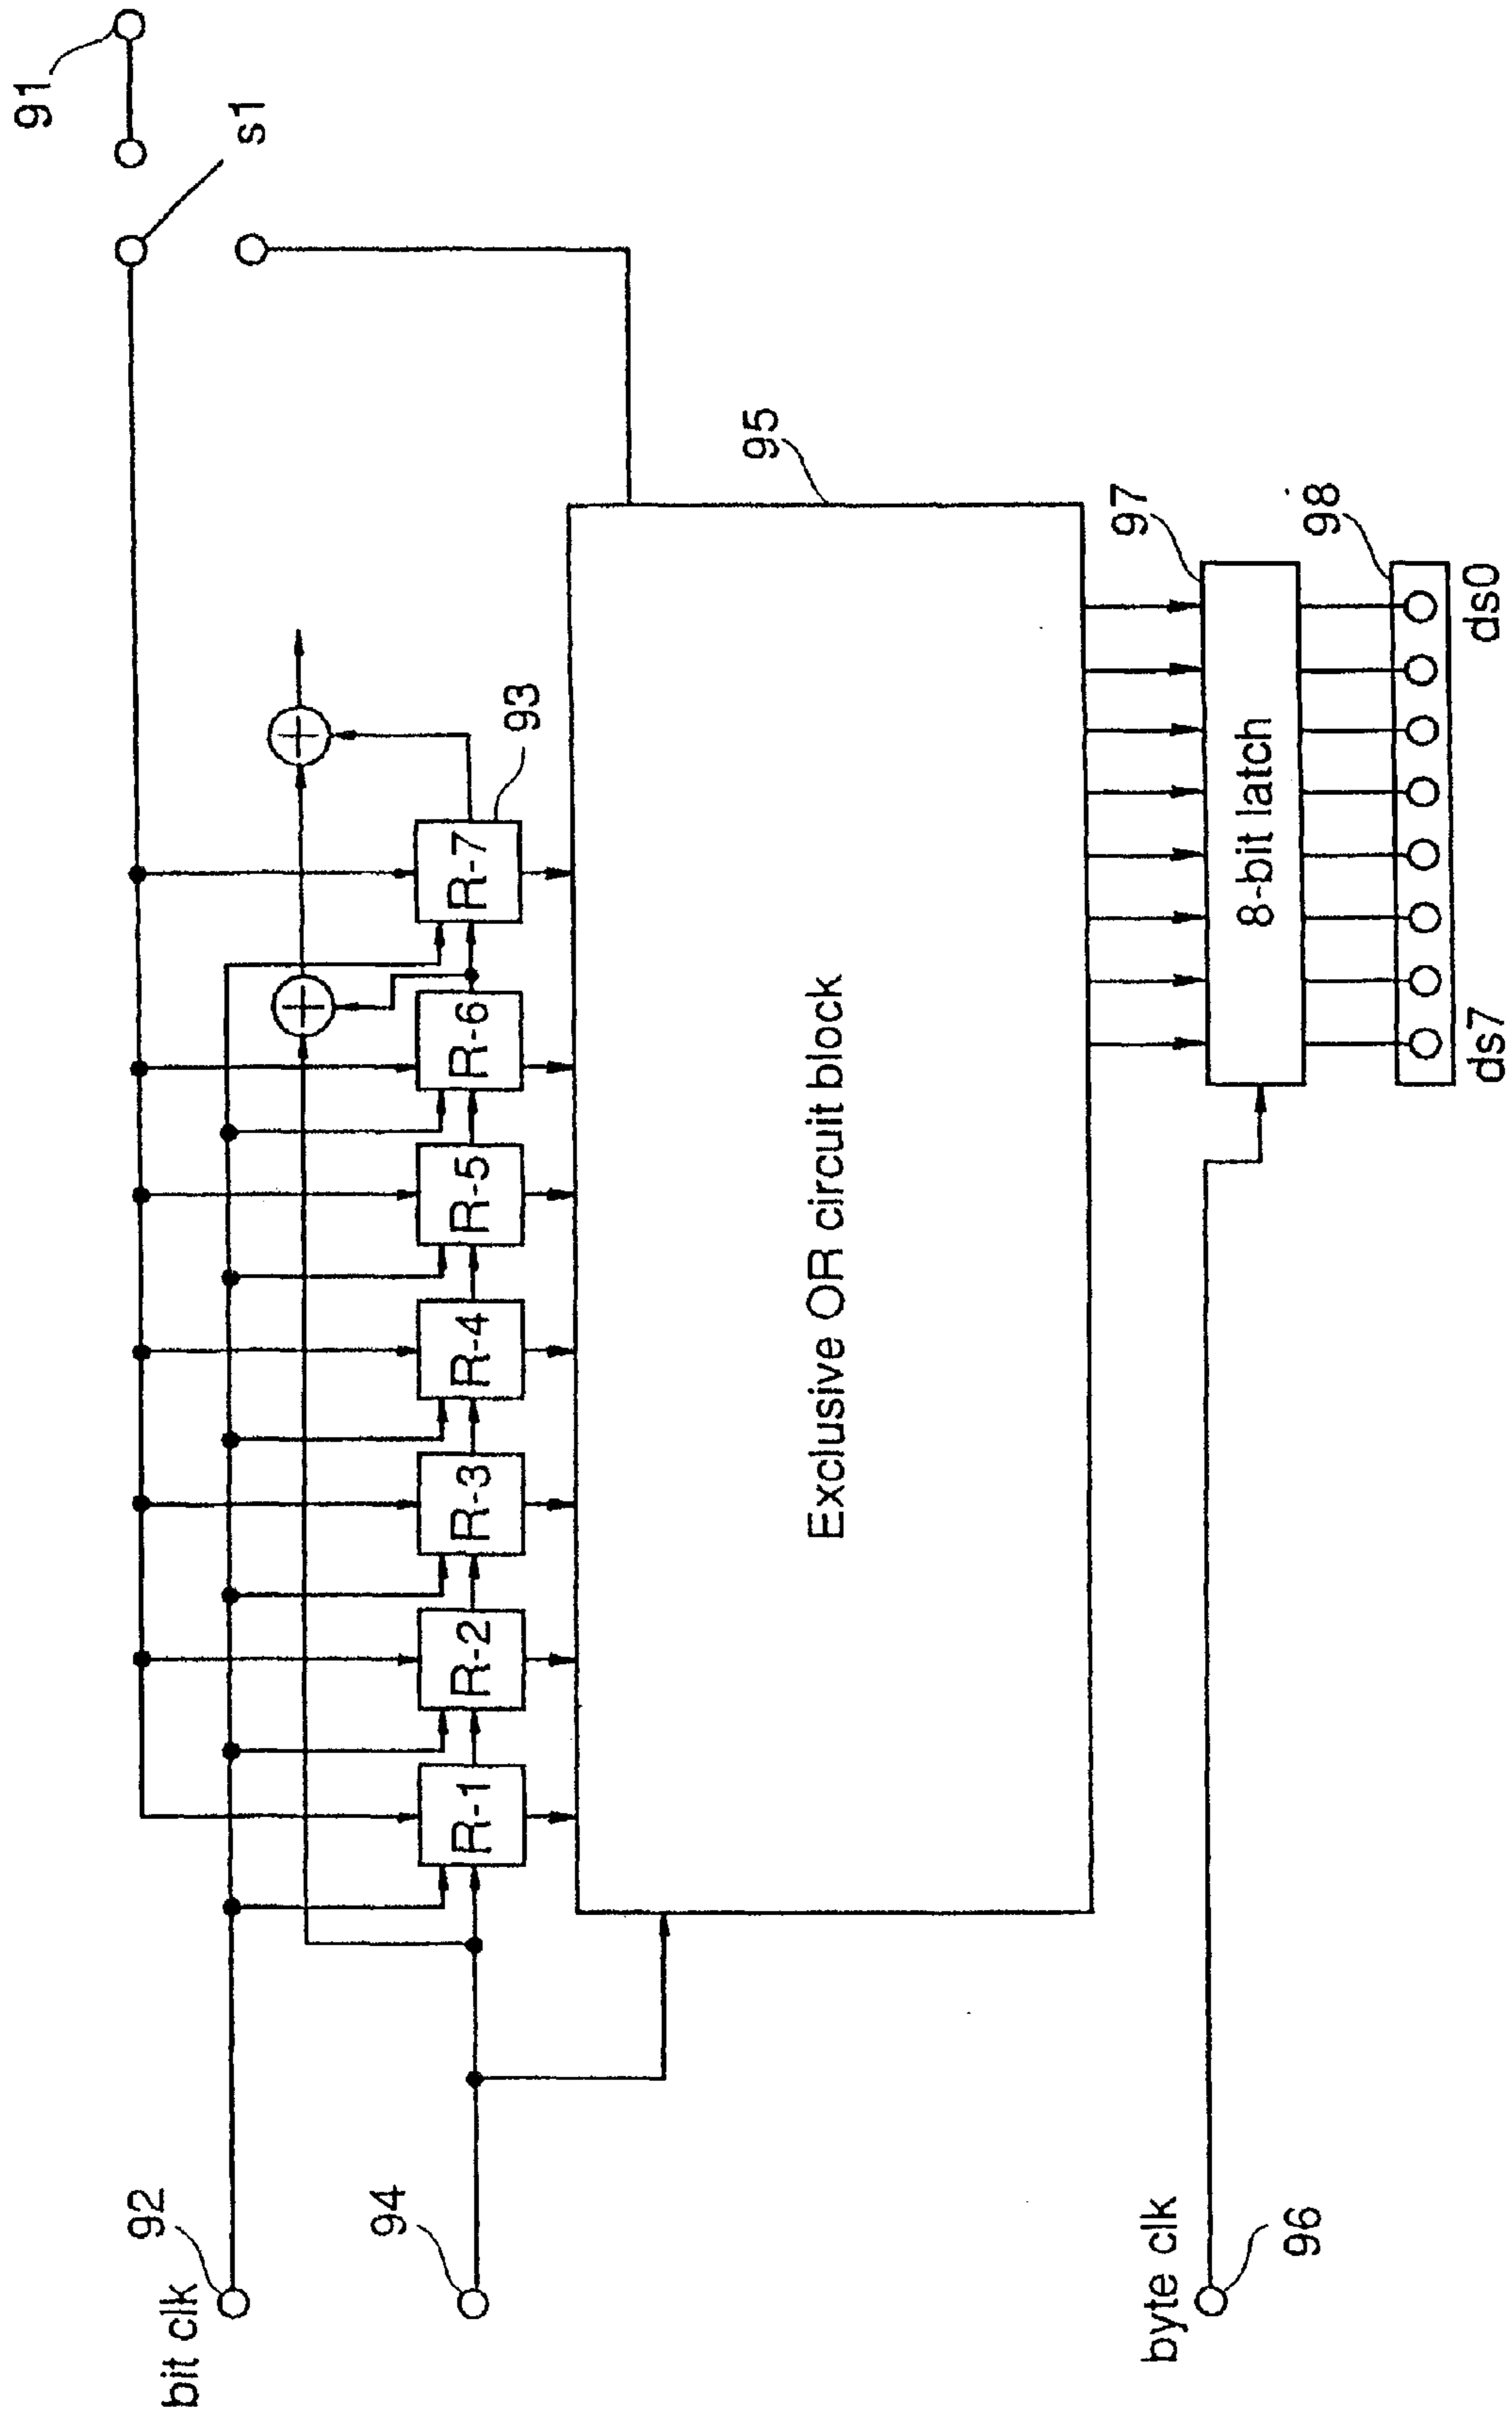 91
s1
92
bit clk
94
93
R-1
R-2
R-3
R-4
R-5
R-6
R-7
95
Exclusive OR circuit block
97
8-bit latch
98
byte clk
96
ds7
ds0